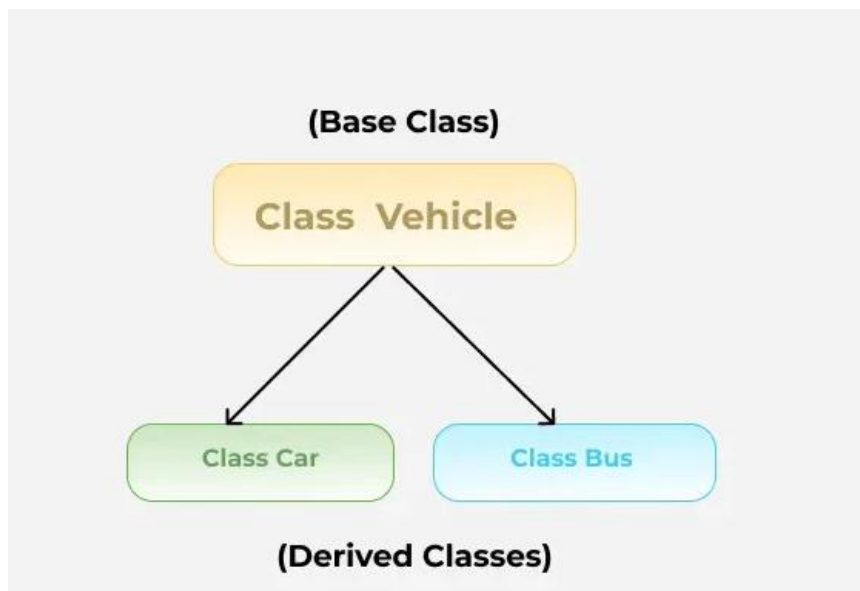 (Base Class)
Class Vehicle
Class Car
Class Bus
(Derived Classes)